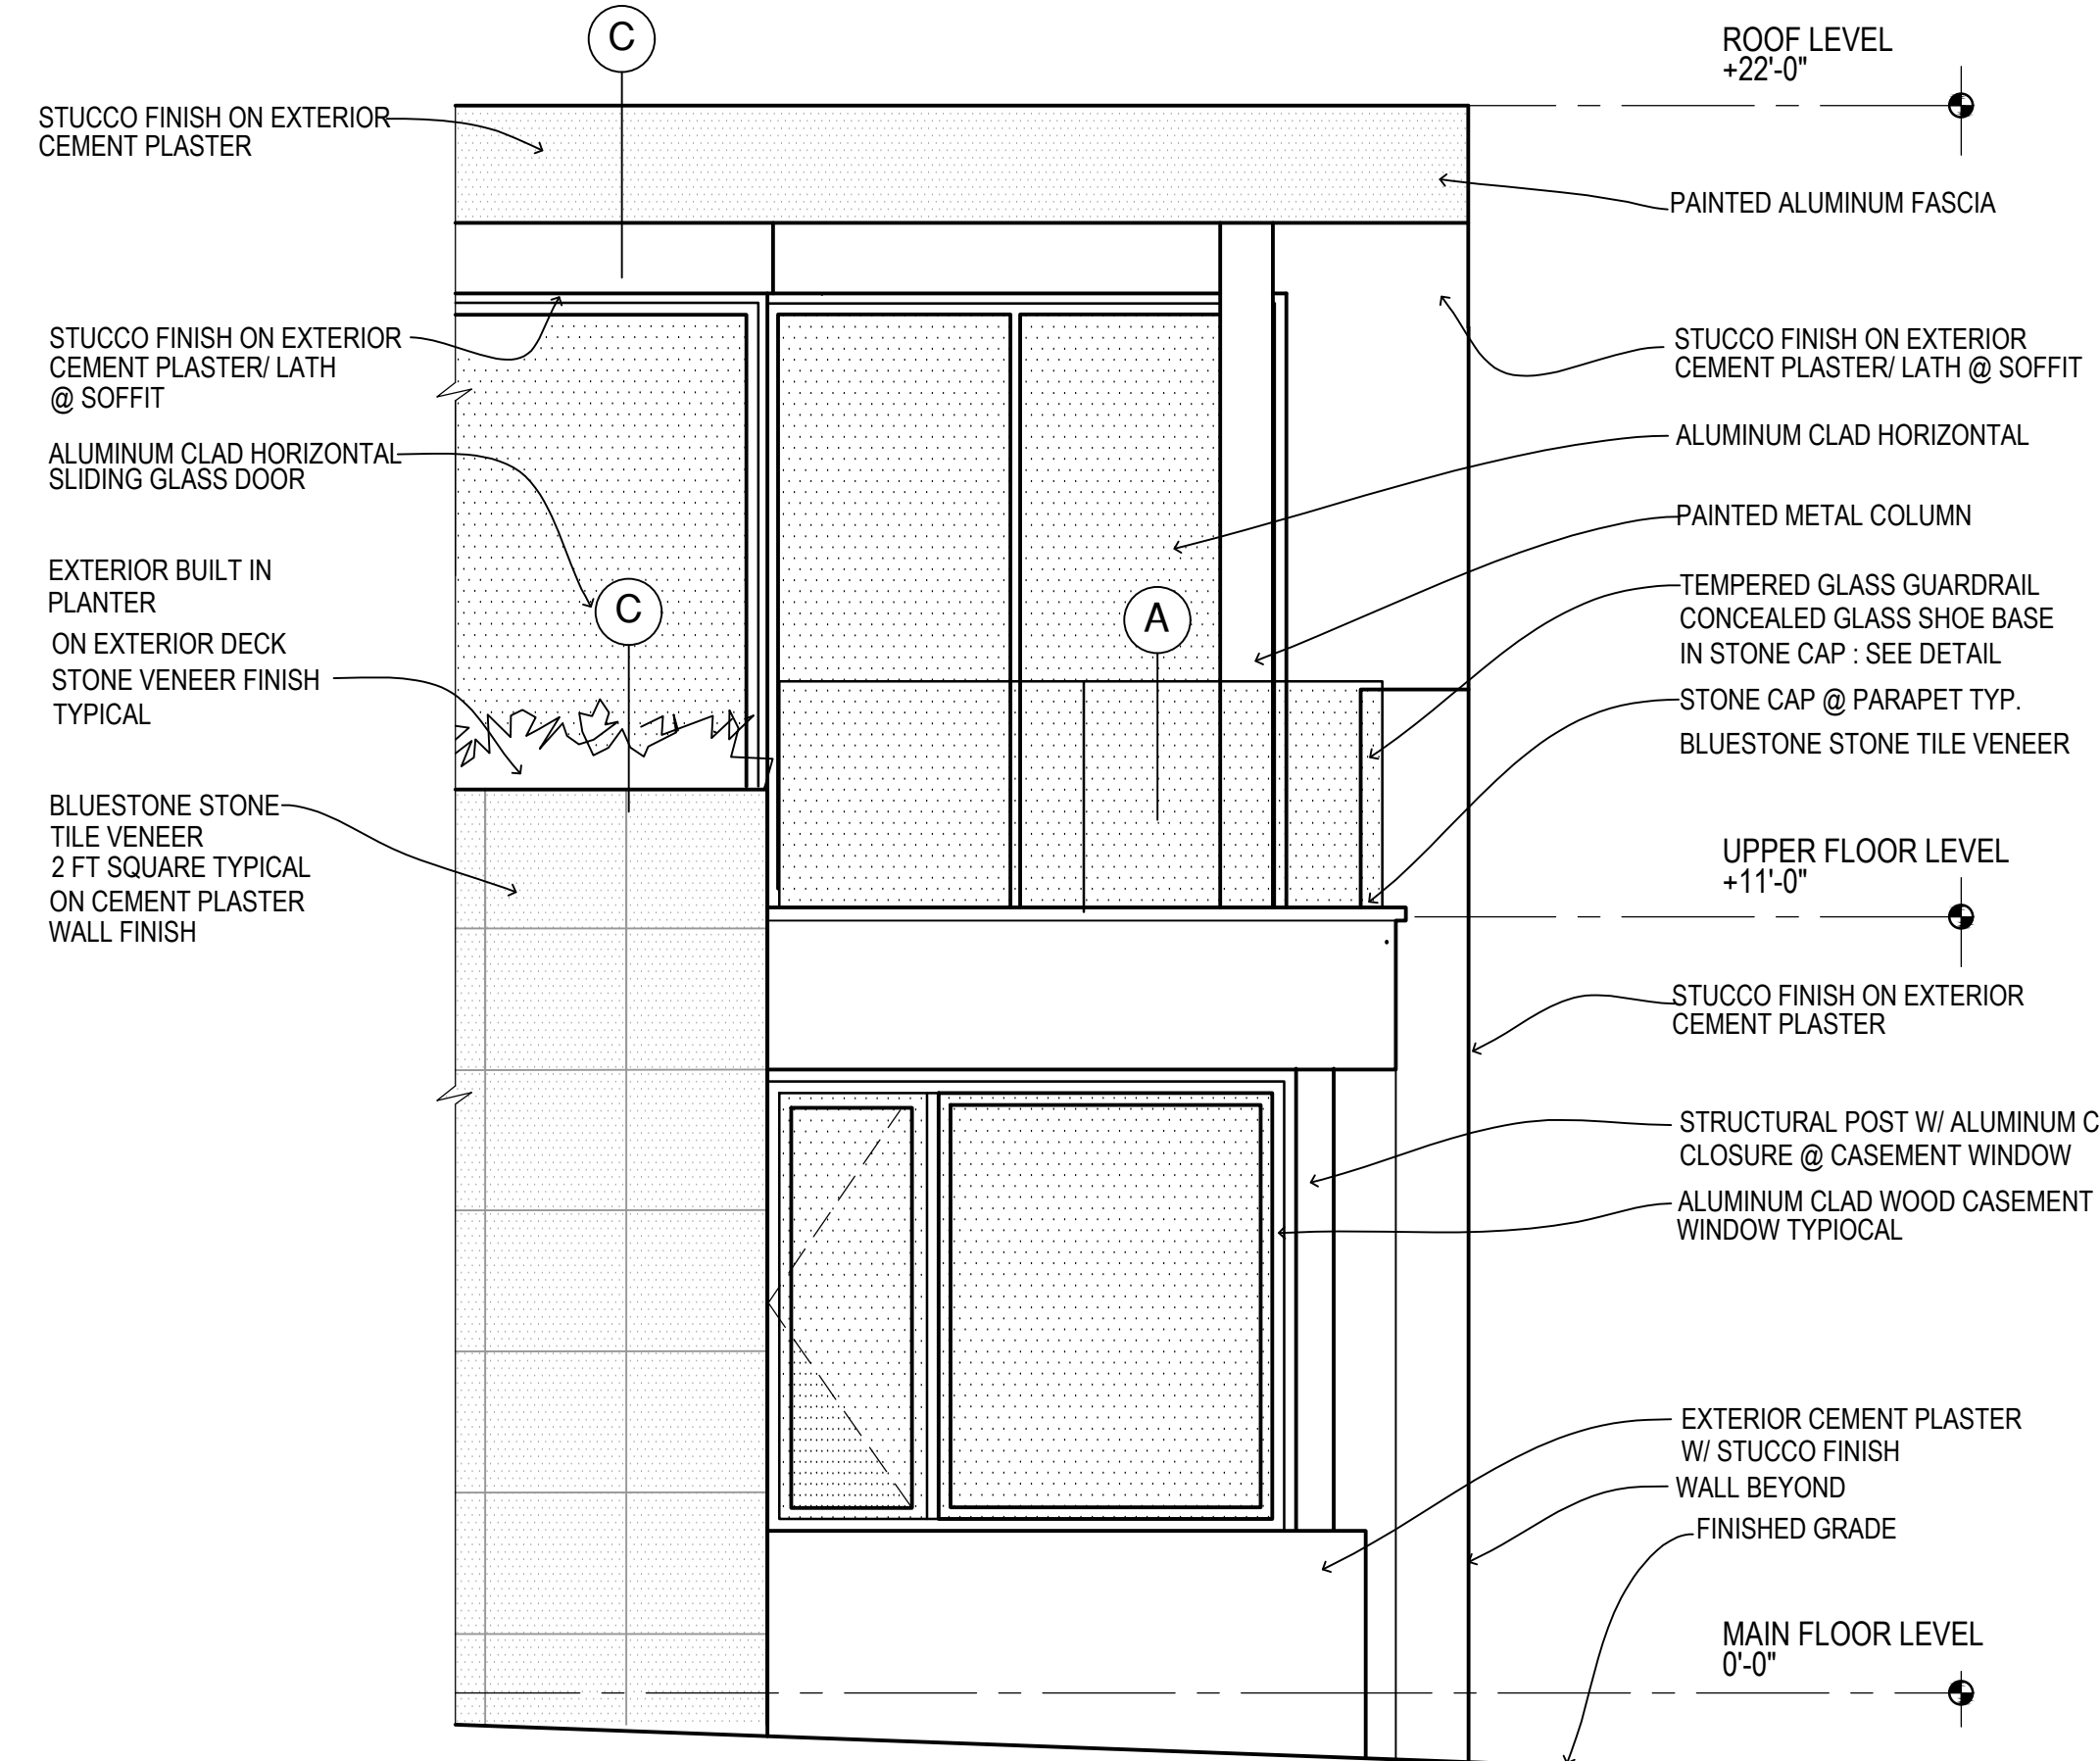 C
STUCCO FINISH ON EXTERIOR
CEMENT PLASTER
STUCCO FINISH ON EXTERIOR
CEMENT PLASTER/ LATH
@ SOFFIT
ALUMINUM CLAD HORIZONTAL
SLIDING GLASS DOOR
EXTERIOR BUILT IN
PLANTER
ON EXTERIOR DECK
STONE VENEER FINISH
TYPICAL
BLUESTONE STONE
TILE VENEER
2 FT SQUARE TYPICAL
ON CEMENT PLASTER
WALL FINISH
C
A
ROOF LEVEL
+22'-0"
PAINTED ALUMINUM FASCIA
STUCCO FINISH ON EXTERIOR
CEMENT PLASTER/ LATH @ SOFFIT
ALUMINUM CLAD HORIZONTAL
PAINTED METAL COLUMN
TEMPERED GLASS GUARDRAIL
CONCEALED GLASS SHOE BASE
IN STONE CAP : SEE DETAIL
STONE CAP @ PARAPET TYP.
BLUESTONE STONE TILE VENEER
UPPER FLOOR LEVEL
+11'-0"
STUCCO FINISH ON EXTERIOR
CEMENT PLASTER
STRUCTURAL POST W/ ALUMINUM C
CLOSURE @ CASEMENT WINDOW
ALUMINUM CLAD WOOD CASEMENT
WINDOW TYPIOCAL
EXTERIOR CEMENT PLASTER
W/ STUCCO FINISH
WALL BEYOND
FINISHED GRADE
MAIN FLOOR LEVEL
0'-0"